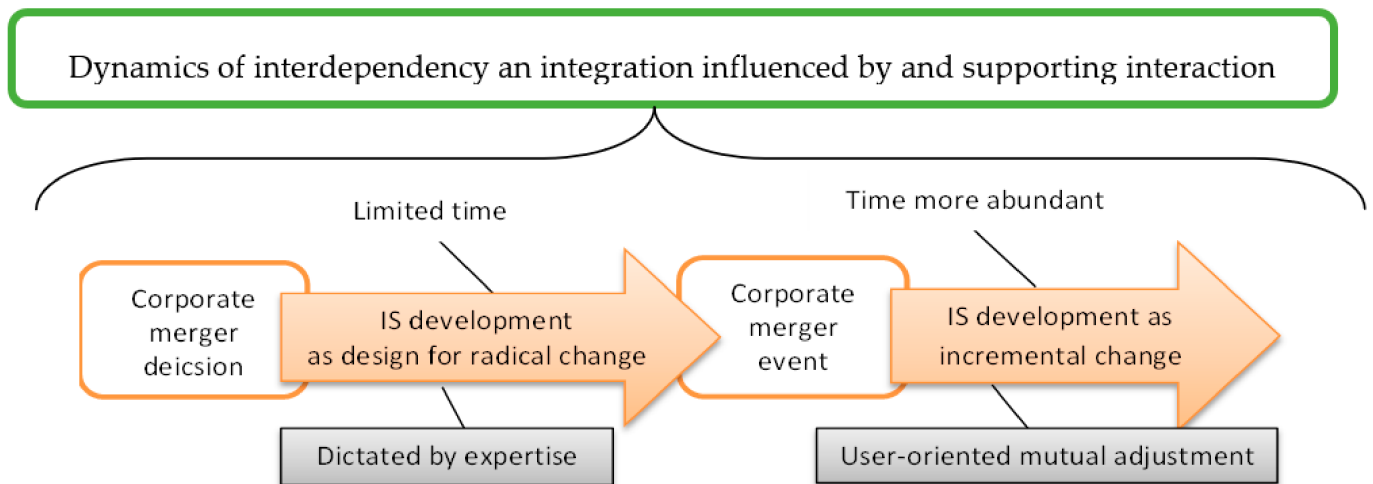 Dynamics of interdependency an integration influenced by and supporting interaction
Limited time
Time more abundant
Corporate
merger
deicsion
IS development
as design for radical change
Corporate
merger
event
IS development as
incremental change
Dictated by expertise
User-oriented mutual adjustment